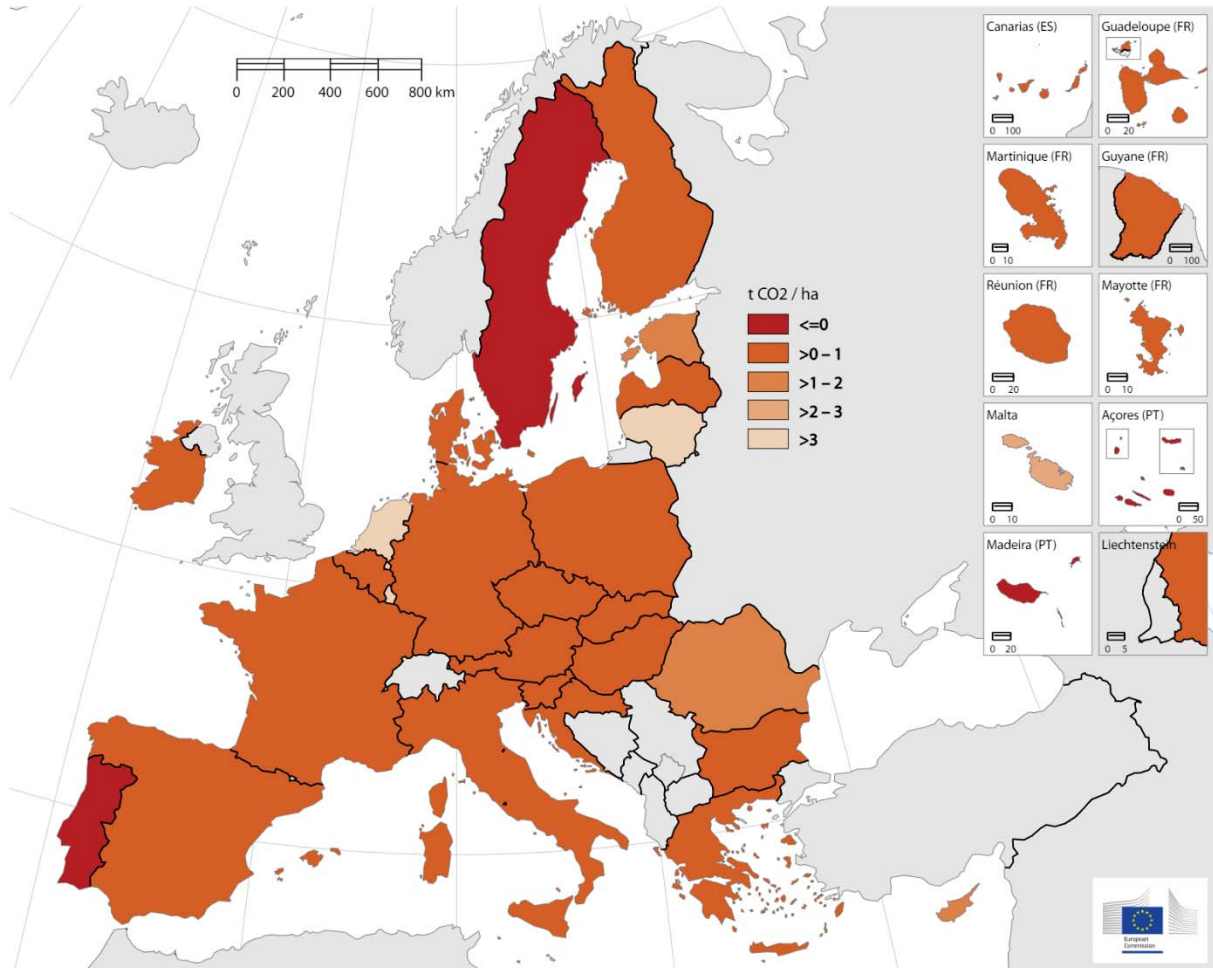 0 200 400 600 800 km
t CO2 / ha
<=0
>0 – 1
>1 – 2
>2 – 3
>3
Canarias (ES)
0 100
Guadeloupe (FR)
0 20
Martinique (FR)
0 10
Guyane (FR)
0 100
Réunion (FR)
0 20
Mayotte (FR)
0 10
Malta
0 10
Açores (PT)
0 50
Madeira (PT)
0 20
Liechtenstein
0 5
European
Commission